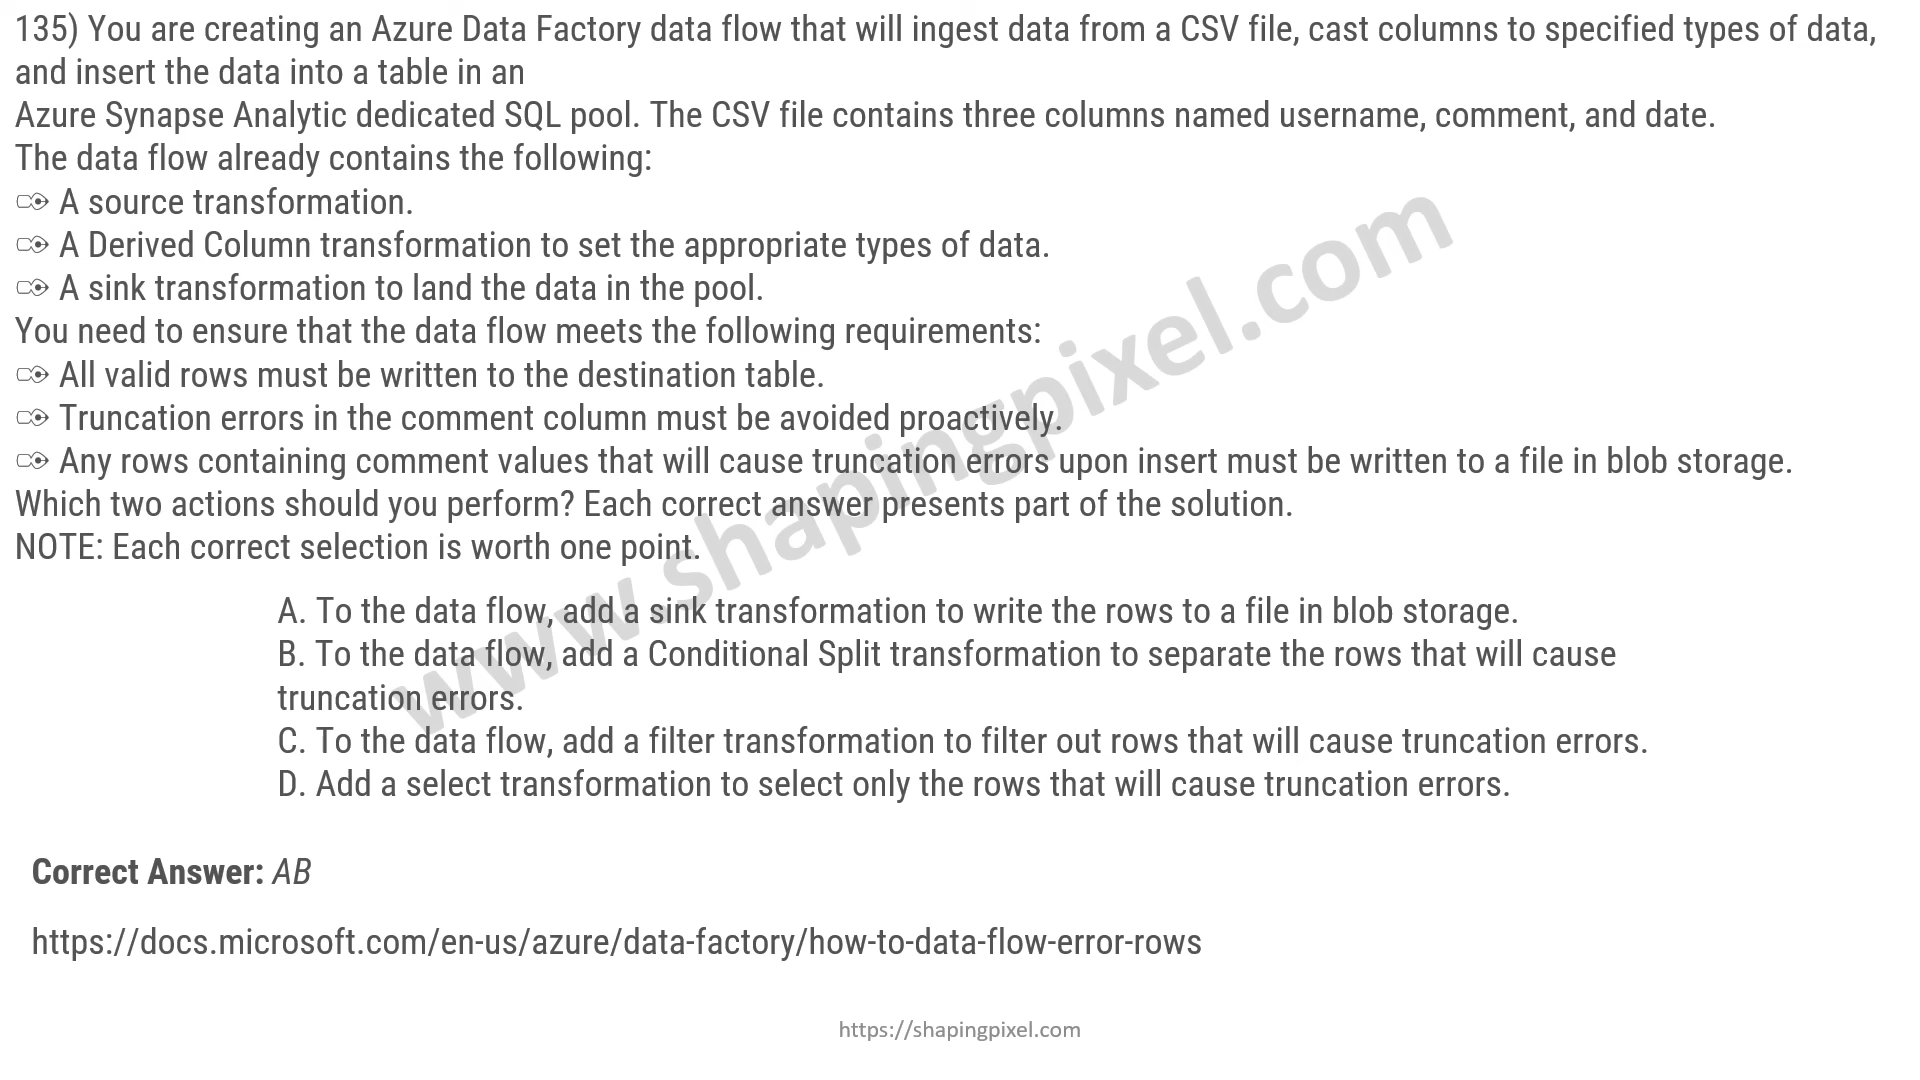 135) You are creating an Azure Data Factory data flow that will ingest data from a CSV file, cast columns to specified types of data,
and insert the data into a table in an
Azure Synapse Analytic dedicated SQL pool. The CSV file contains three columns named username, comment, and date.
The data flow already contains the following:
A source transformation.
A Derived Column transformation to set the appropriate types of data.
A sink transformation to land the data in the pool.
You need to ensure that the data flow meets the following requirements:
All valid rows must be written to the destination table.
Truncation errors in the comment column must be avoided proactively.
Any rows containing comment values that will cause truncation errors upon insert must be written to a file in blob storage.
Which two actions should you perform? Each correct answer presents part of the solution.
NOTE: Each correct selection is worth one point.
A. To the data flow, add a sink transformation to write the rows to a file in blob storage.
B. To the data flow, add a Conditional Split transformation to separate the rows that will cause
truncation errors.
C. To the data flow, add a filter transformation to filter out rows that will cause truncation errors.
D. Add a select transformation to select only the rows that will cause truncation errors.
Correct Answer: AB
https://docs.microsoft.com/en-us/azure/data-factory/how-to-data-flow-error-rows
https://shapingpixel.com
www.shapingpixel.com